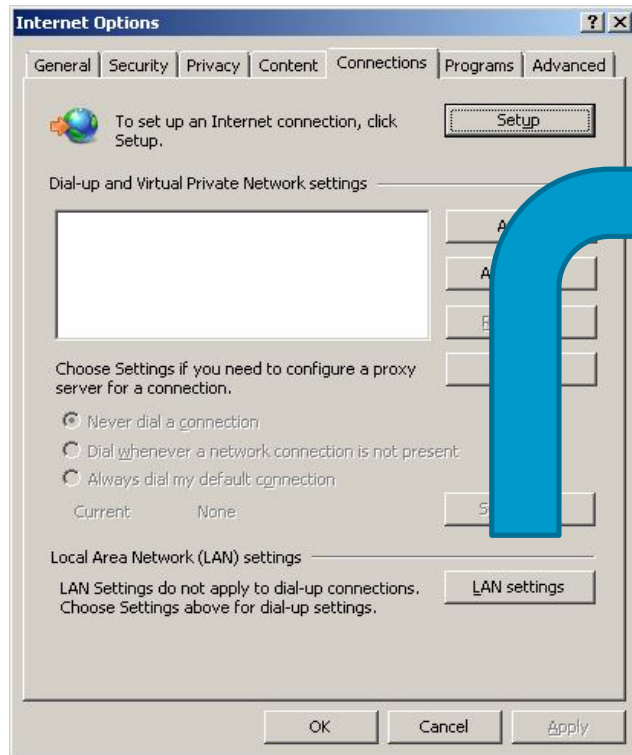 Internet Options
General Security Privacy Content Connections Programs Advanced
To set up an Internet connection, click
Setup.
Setup
Dial-up and Virtual Private Network settings
Choose Settings if you need to configure a proxy
server for a connection.
Never dial a connection
Dial whenever a network connection is not present
Always dial my default connection
Current None
Local Area Network (LAN) settings
LAN Settings do not apply to dial-up connections.
Choose Settings above for dial-up settings.
LAN settings
OK Cancel Apply